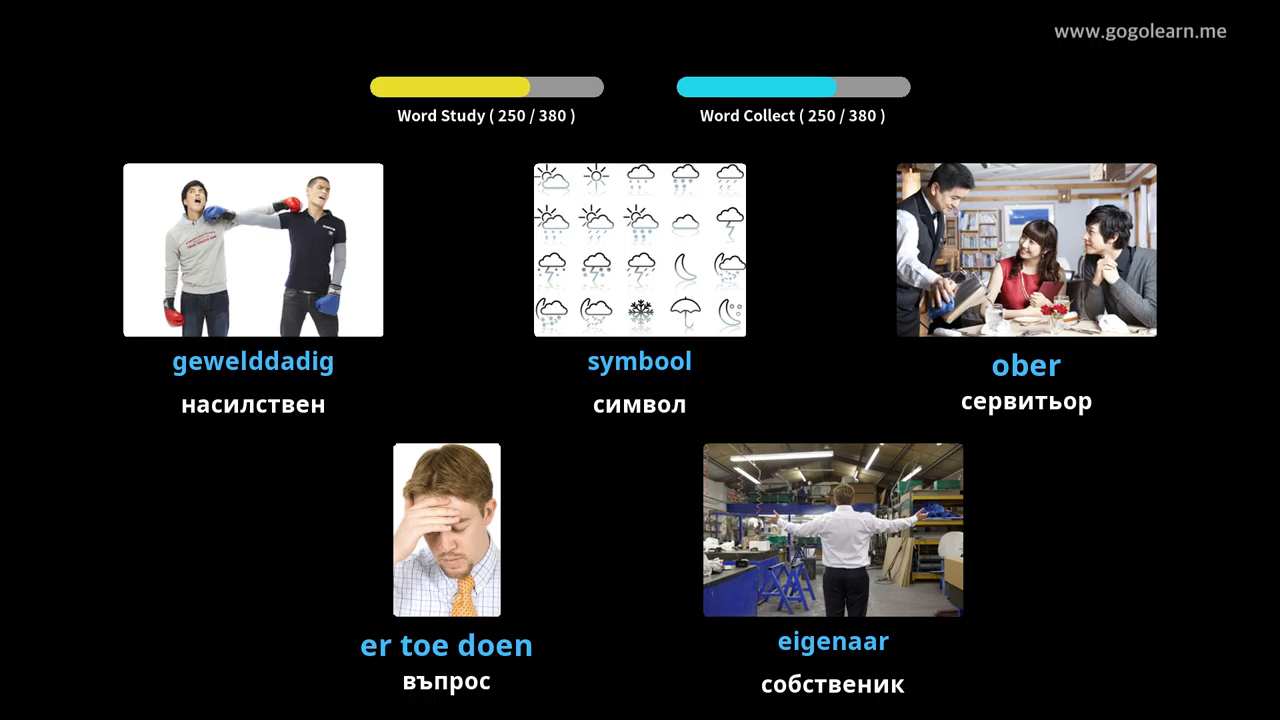 www.gogolearn.me
Word Study ( 250 / 380 )
Word Collect ( 250 / 380 )
gewelddadig
насилствен
symbool
символ
ober
сервитьор
er toe doen
въпрос
eigenaar
собственик